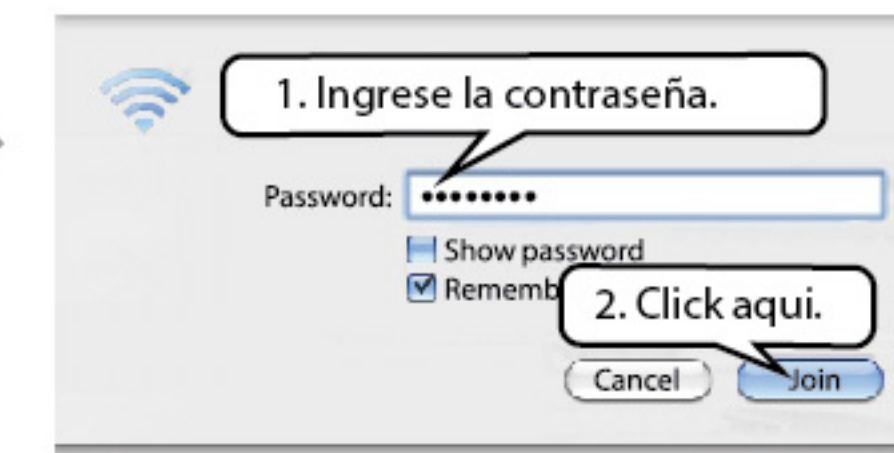 1. Ingrese la contraseña.
Password: ••••••••
Show password
Rememb
2. Click aqui.
Cancel
Join